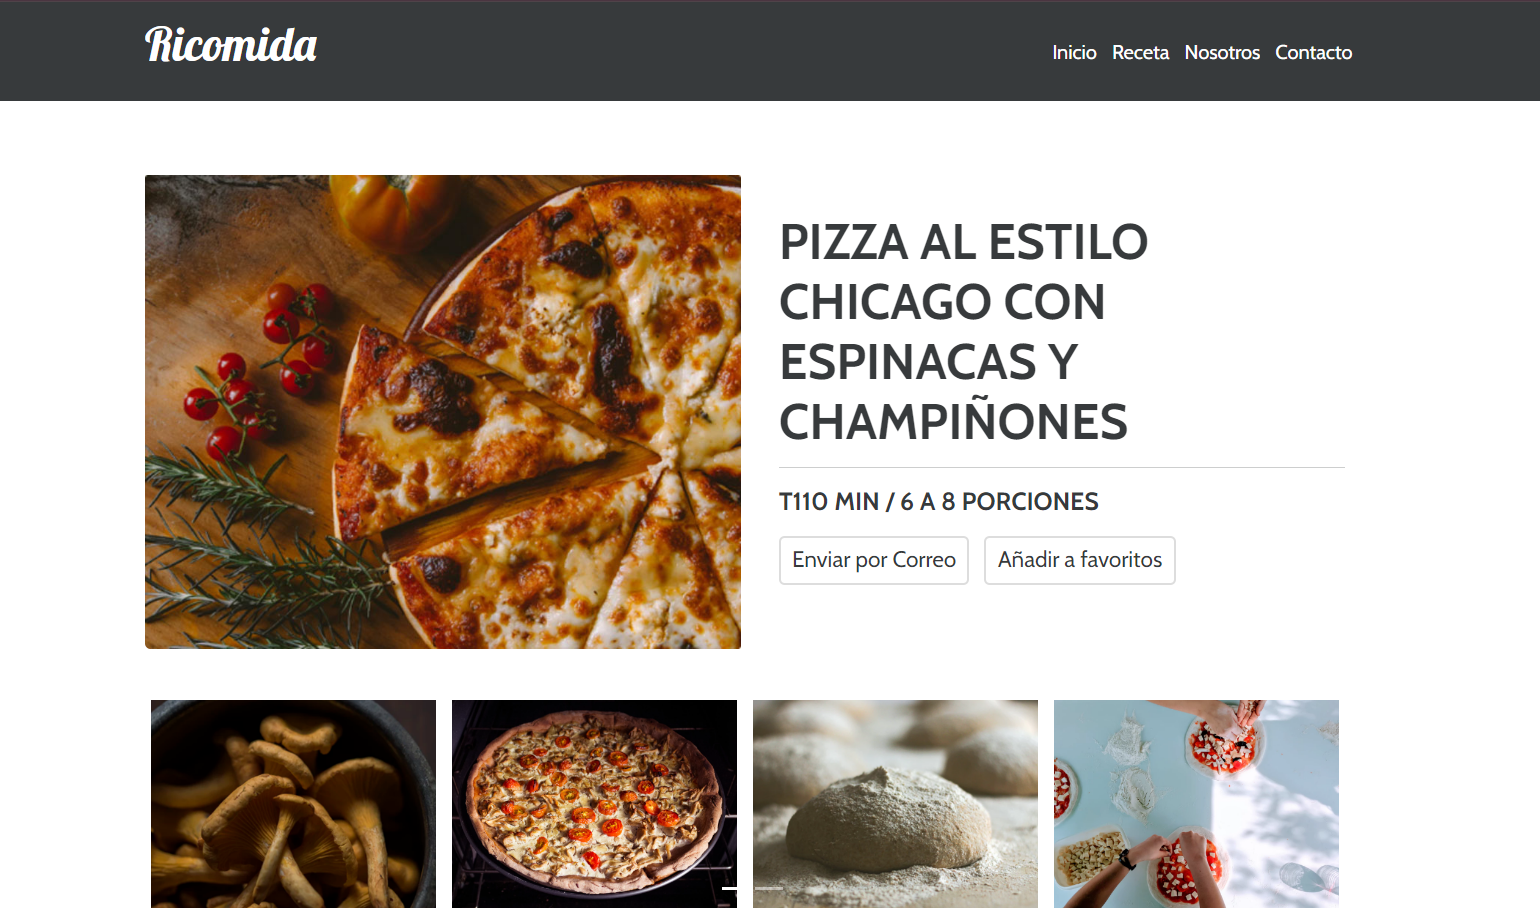 Ricomida
Inicio Receta Nosotros Contacto
PIZZA AL ESTILO
CHICAGO CON
ESPINACAS Y
CHAMPIÑONES
T110 MIN / 6 A 8 PORCIONES
Enviar por Correo Añadir a favoritos